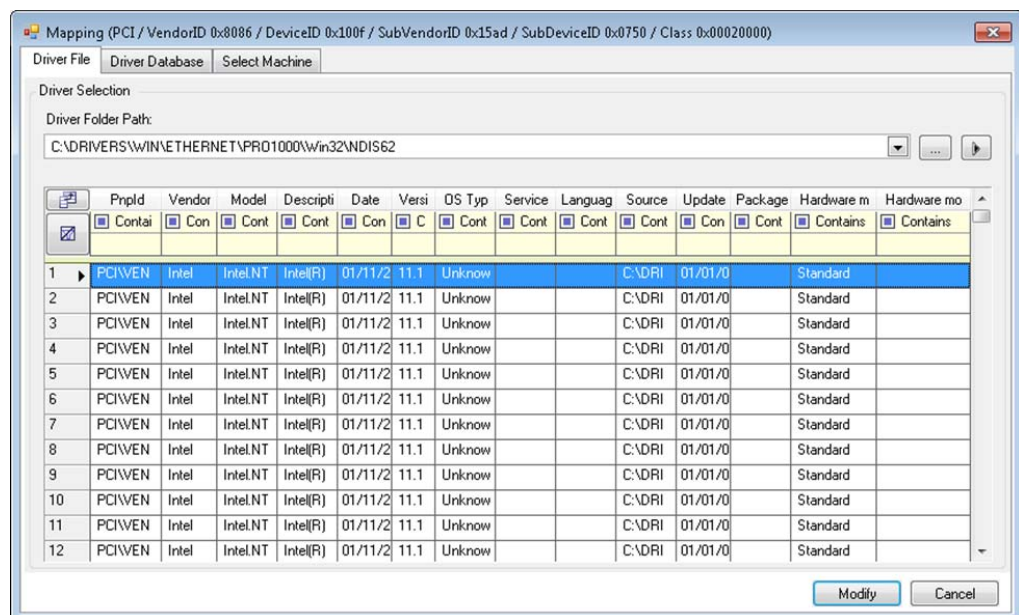 Mapping (PCI / VendorID 0x8086 / DeviceID 0x100f / SubVendorID 0x15ad / SubDeviceID 0x0750 / Class 0x00020000)
Driver File Driver Database Select Machine
Driver Selection
Driver Folder Path:
C:\DRIVERS\WIN\ETHERNET\PRO1000\Win32\NDIS62 ...
PnpId Vendor Model Descripti Date Versi OS Typ Service Languag Source Update Package Hardware m Hardware mo
Contai Con Cont Cont Con C Cont Cont Cont Cont Con Cont Contains Contains
1 PCI\VEN Intel Intel.NT Intel(R) 01/11/2 11.1 Unknow C:\DRI 01/01/0 Standard
2 PCI\VEN Intel Intel.NT Intel(R) 01/11/2 11.1 Unknow C:\DRI 01/01/0 Standard
3 PCI\VEN Intel Intel.NT Intel(R) 01/11/2 11.1 Unknow C:\DRI 01/01/0 Standard
4 PCI\VEN Intel Intel.NT Intel(R) 01/11/2 11.1 Unknow C:\DRI 01/01/0 Standard
5 PCI\VEN Intel Intel.NT Intel(R) 01/11/2 11.1 Unknow C:\DRI 01/01/0 Standard
6 PCI\VEN Intel Intel.NT Intel(R) 01/11/2 11.1 Unknow C:\DRI 01/01/0 Standard
7 PCI\VEN Intel Intel.NT Intel(R) 01/11/2 11.1 Unknow C:\DRI 01/01/0 Standard
8 PCI\VEN Intel Intel.NT Intel(R) 01/11/2 11.1 Unknow C:\DRI 01/01/0 Standard
9 PCI\VEN Intel Intel.NT Intel(R) 01/11/2 11.1 Unknow C:\DRI 01/01/0 Standard
10 PCI\VEN Intel Intel.NT Intel(R) 01/11/2 11.1 Unknow C:\DRI 01/01/0 Standard
11 PCI\VEN Intel Intel.NT Intel(R) 01/11/2 11.1 Unknow C:\DRI 01/01/0 Standard
12 PCI\VEN Intel Intel.NT Intel(R) 01/11/2 11.1 Unknow C:\DRI 01/01/0 Standard
Modify Cancel